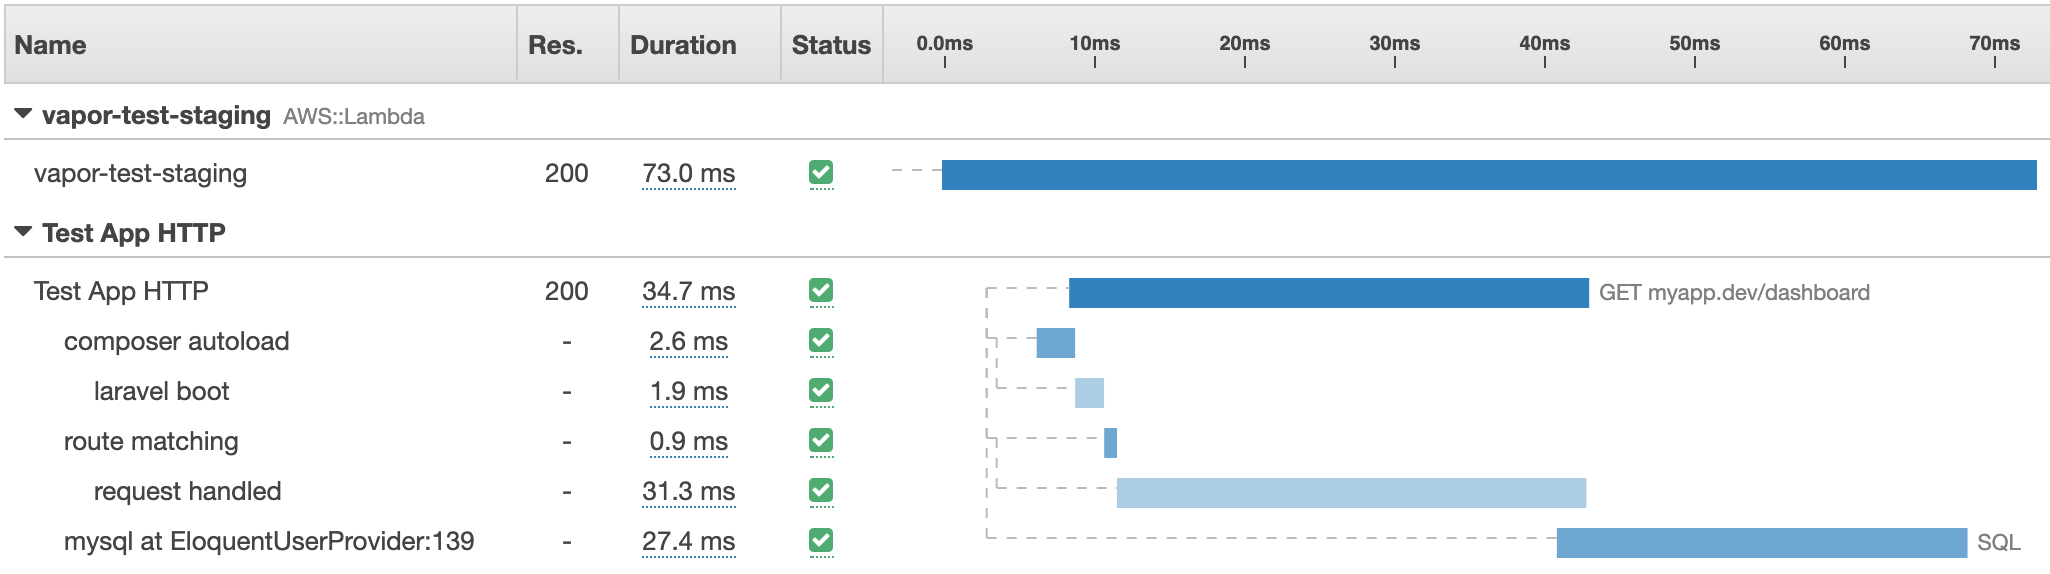 Name Res. Duration Status 0.0ms 10ms 20ms 30ms 40ms 50ms 60ms 70ms
vapor-test-staging AWS::Lambda
vapor-test-staging 200 73.0 ms
Test App HTTP
Test App HTTP 200 34.7 ms GET myapp.dev/dashboard
composer autoload - 2.6 ms
laravel boot - 1.9 ms
route matching - 0.9 ms
request handled - 31.3 ms
mysql at EloquentUserProvider:139 - 27.4 ms SQL